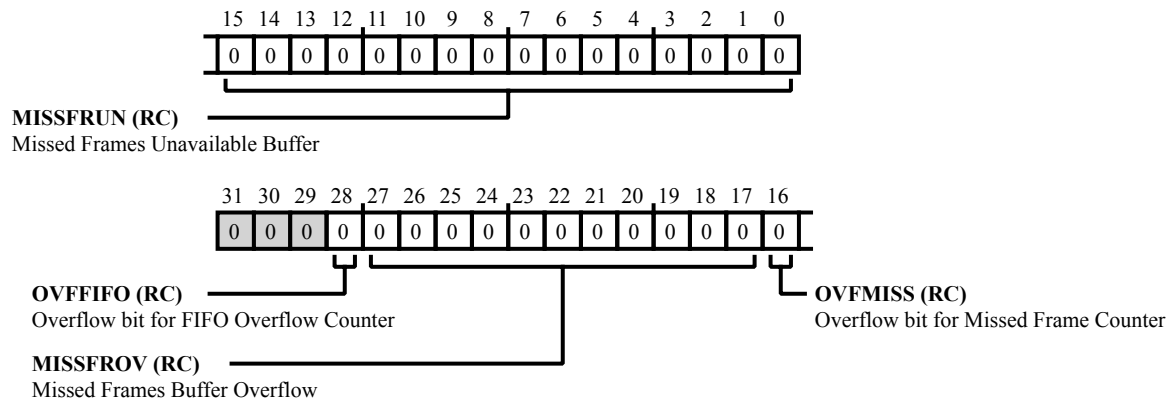 15 14 13 12 11 10 9 8 7 6 5 4 3 2 1 0
0 0 0 0 0 0 0 0 0 0 0 0 0 0 0 0
MISSFRUN (RC)
Missed Frames Unavailable Buffer
31 30 29 28 27 26 25 24 23 22 21 20 19 18 17 16
0 0 0 0 0 0 0 0 0 0 0 0 0 0 0 0
OVFFIFO (RC)
Overflow bit for FIFO Overflow Counter
OVFMISS (RC)
Overflow bit for Missed Frame Counter
MISSFROV (RC)
Missed Frames Buffer Overflow